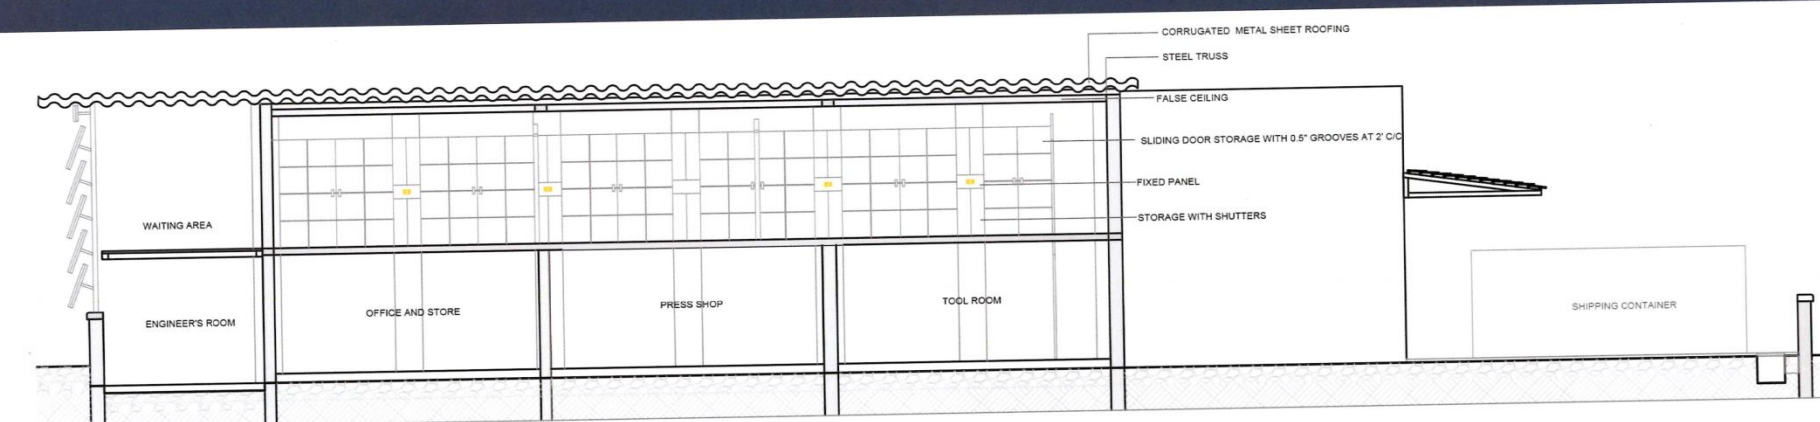 CORRUGATED METAL SHEET ROOFING
STEEL TRUSS
FALSE CEILING
SLIDING DOOR STORAGE WITH 0.5" GROOVES AT 2' C/C
FIXED PANEL
STORAGE WITH SHUTTERS
WAITING AREA
ENGINEER'S ROOM
OFFICE AND STORE
PRESS SHOP
TOOL ROOM
SHIPPING CONTAINER